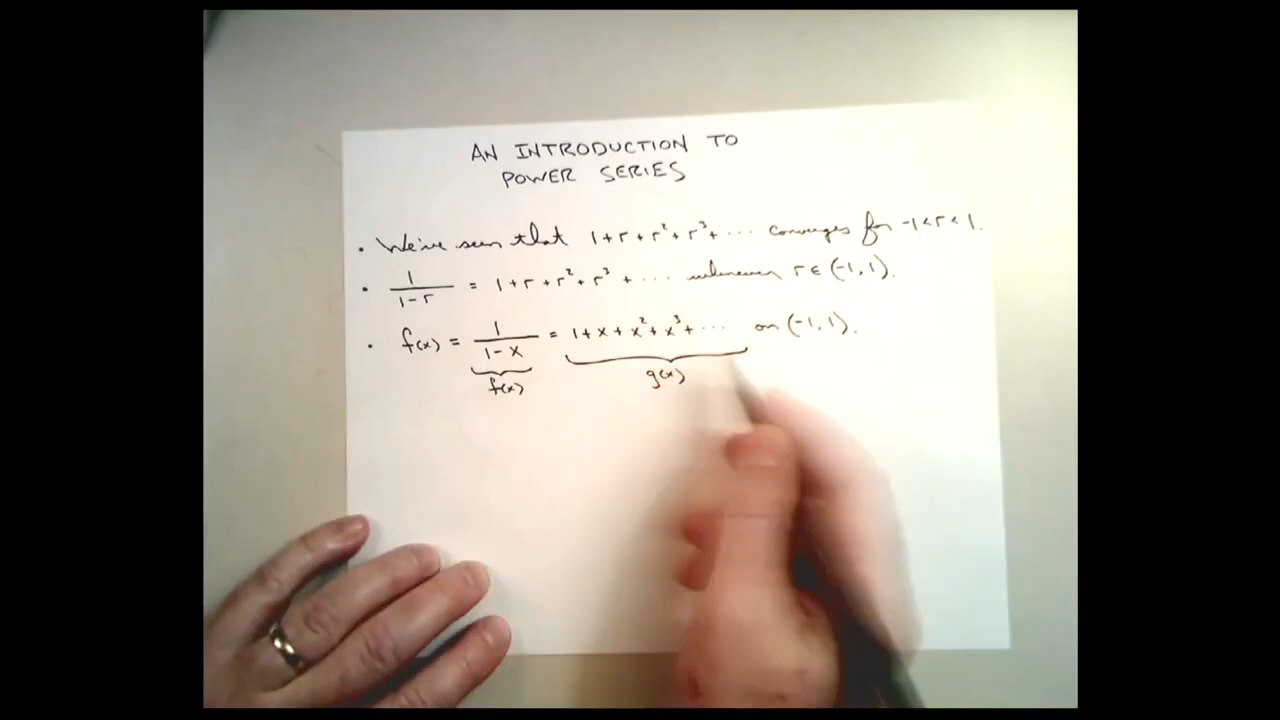 AN INTRODUCTION TO
POWER SERIES
• We've seen that 1 + r + r² + r³ + ··· converges for -1 < r < 1.
• 1/(1-r) = 1 + r + r² + r³ + ···· whenever r ∈ (-1, 1).
• f(x) = 1/(1-x) = 1 + x + x² + x³ + ··· on (-1, 1).
f(x) g(x)